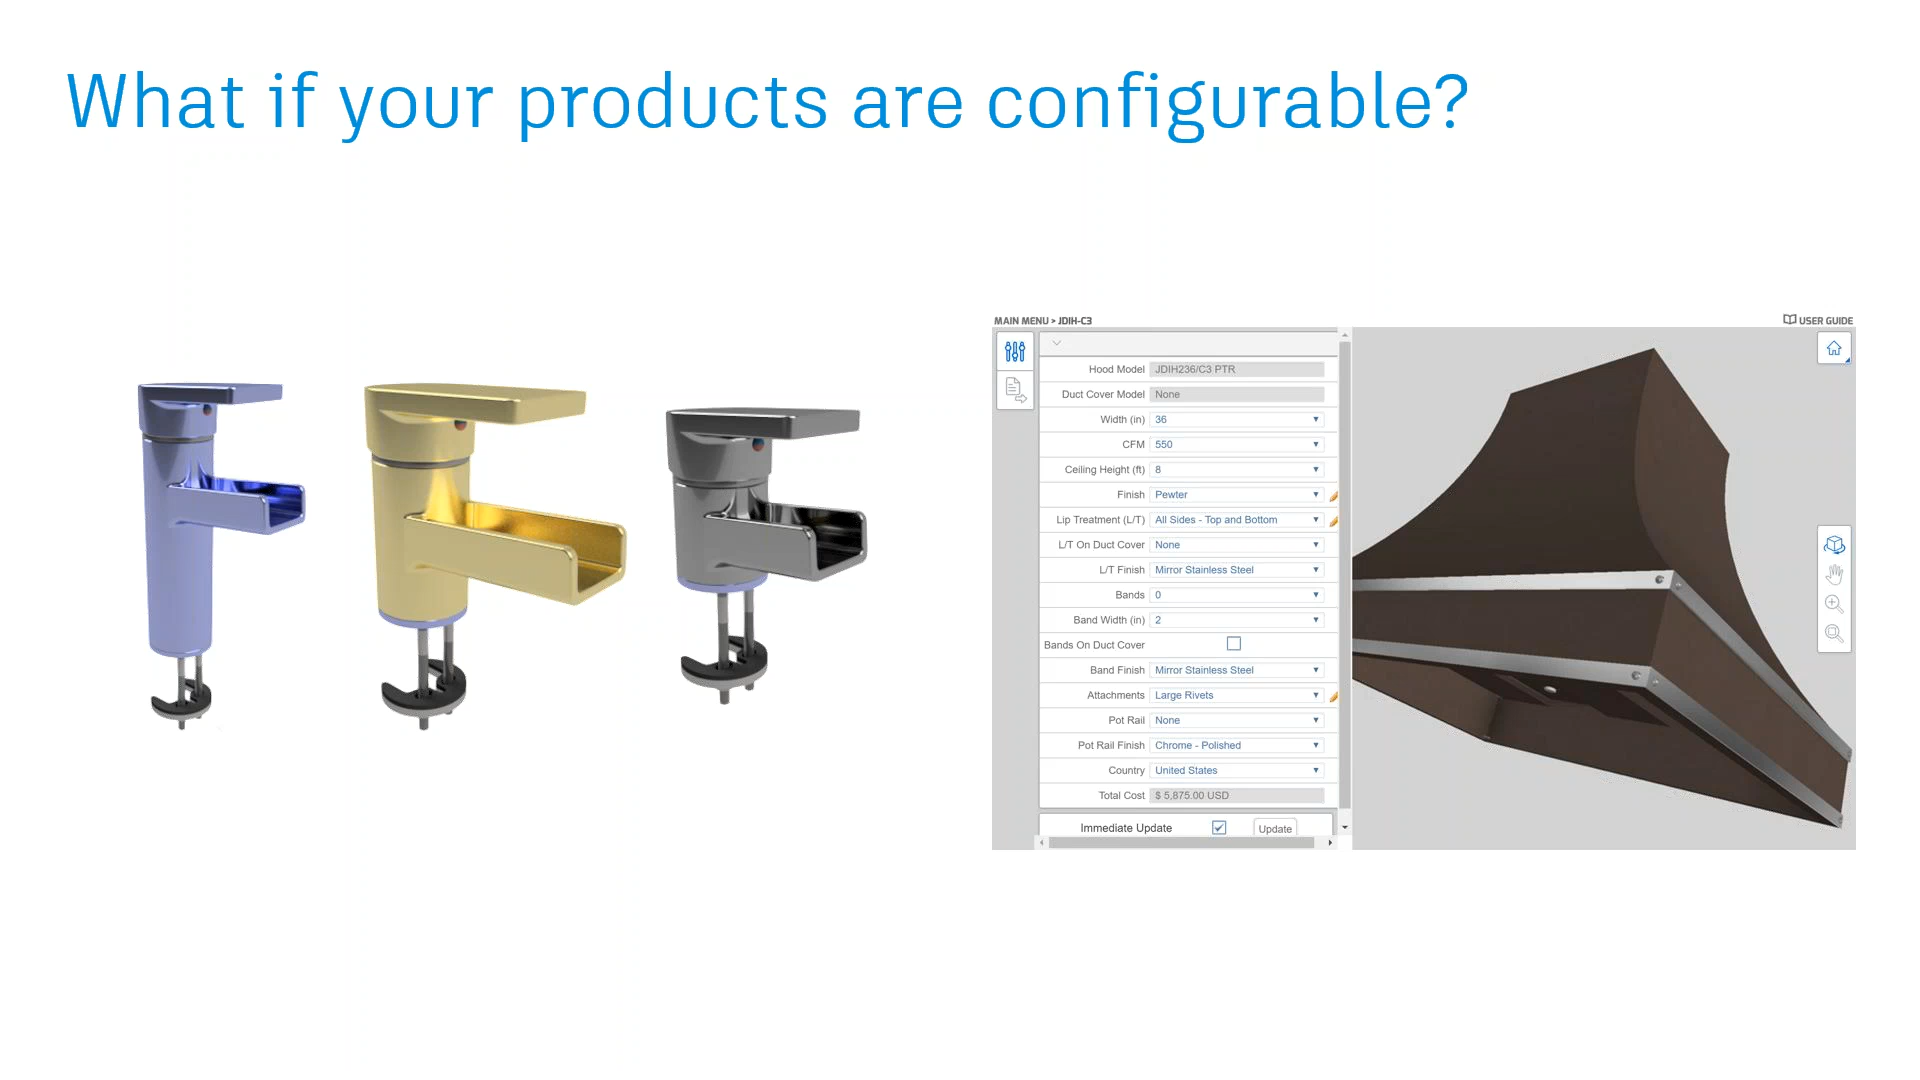 What if your products are configurable?
MAIN MENU > JDIH-C3
USER GUIDE
Hood Model JDIH236/C3 PTR
Duct Cover Model None
Width (in) 36
CFM 550
Ceiling Height (ft) 8
Finish Pewter
Lip Treatment (L/T) All Sides - Top and Bottom
L/T On Duct Cover None
L/T Finish Mirror Stainless Steel
Bands 0
Band Width (in) 2
Bands On Duct Cover
Band Finish Mirror Stainless Steel
Attachments Large Rivets
Pot Rail None
Pot Rail Finish Chrome - Polished
Country United States
Total Cost $ 5,875.00 USD
Immediate Update Update